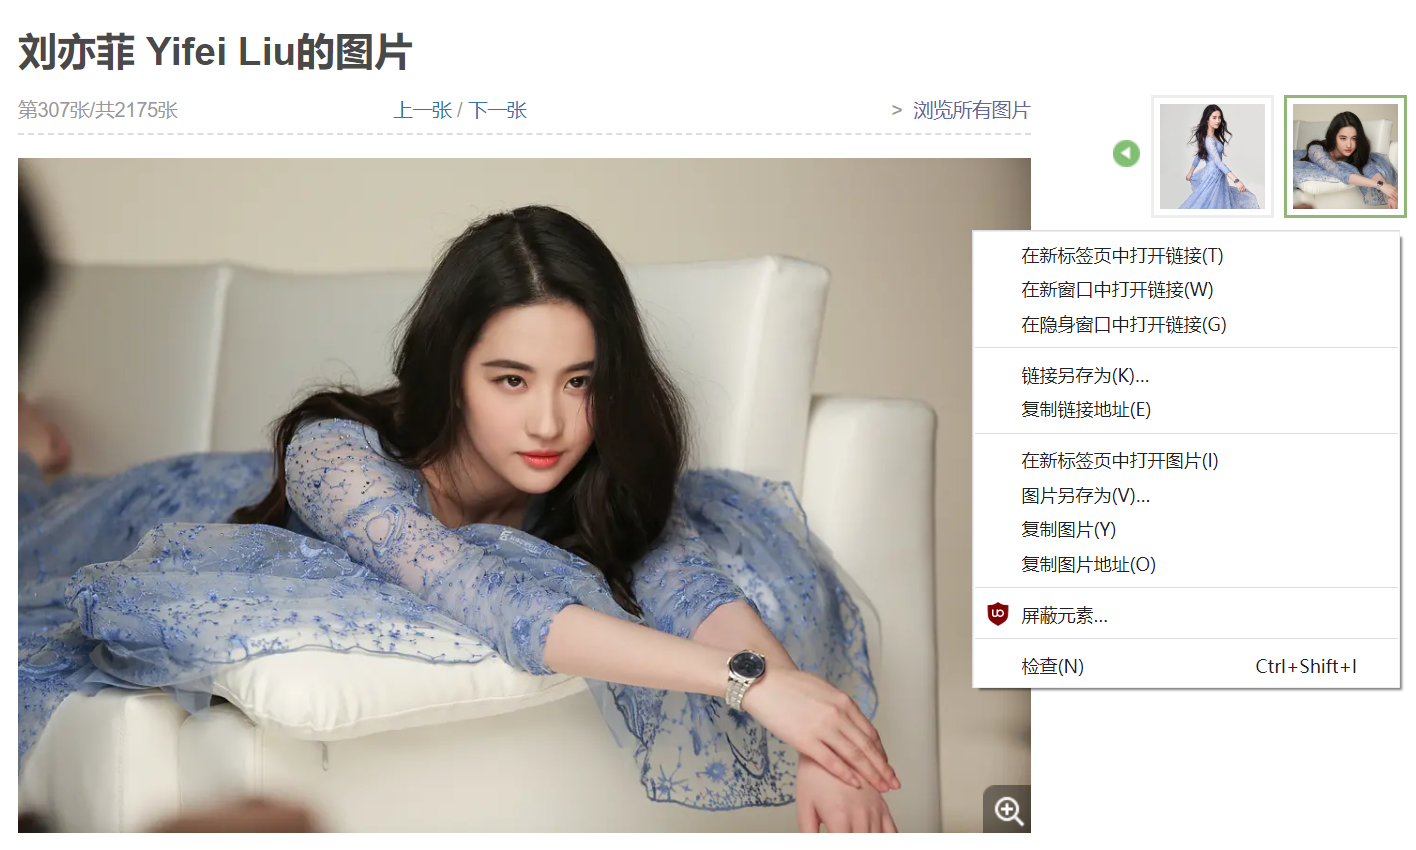 刘亦菲 Yifei Liu的图片
第307张/共2175张
上一张 / 下一张
> 浏览所有图片
在新标签页中打开链接(T)
在新窗口中打开链接(W)
在隐身窗口中打开链接(G)
链接另存为(K)...
复制链接地址(E)
在新标签页中打开图片(I)
图片另存为(V)...
复制图片(Y)
复制图片地址(O)
屏蔽元素...
检查(N) Ctrl+Shift+I